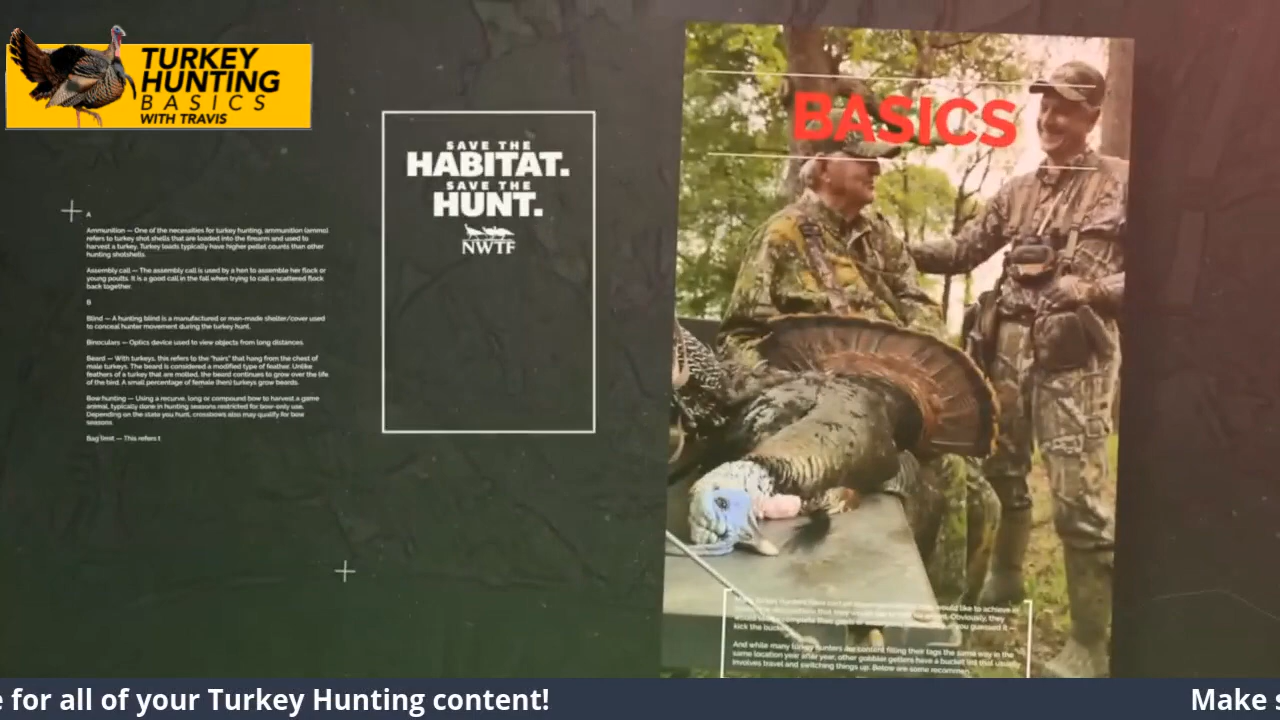 TURKEY
HUNTING
BASICS
WITH TRAVIS
A
Ammunition — One of the necessities for turkey hunting, ammunition (ammo)
refers to turkey shot shells that are loaded into the firearm and used to
harvest a turkey. Turkey loads typically have higher pellet counts than other
hunting shotshells.
Assembly call — The assembly call is used by a hen to assemble her flock or
young poults. It is a good call in the fall when trying to call a scattered flock
back together.
B
Blind — A hunting blind is a manufactured or man-made shelter/cover used
to conceal hunter movement during the turkey hunt.
Binoculars — Optics device used to view objects from long distances.
Beard — With turkeys, this refers to the "hairs" that hang from the chest of
male turkeys. The beard is considered a modified type of feather. Unlike
feathers of a turkey that are molted, the beard continues to grow over the life
of the bird. A small percentage of female (hen) turkeys grow beards.
Bow hunting — Using a recurve, long or compound bow to harvest a game
animal, typically done in hunting seasons restricted for bow-only use.
Depending on the state you hunt, crossbows also may qualify for bow
seasons.
Bag limit — This refers t
SAVE THE
HABITAT.
SAVE THE
HUNT.
NWTF
BASICS
would like to achieve or
Obviously, they
you guessed it —
kick the bucket
And while many turkey hunters are content filling their tags the same way in the
same location year after year, other gobbler getters have a bucket list that usually
involves travel and switching things up. Below are some recommen
e for all of your Turkey Hunting content!
Make s